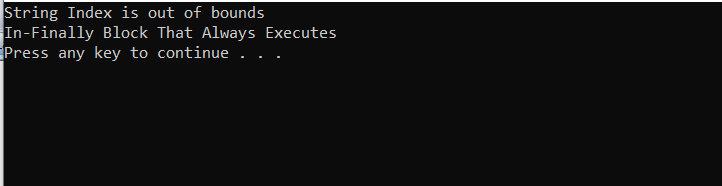 String Index is out of bounds
In-Finally Block That Always Executes
Press any key to continue . . .